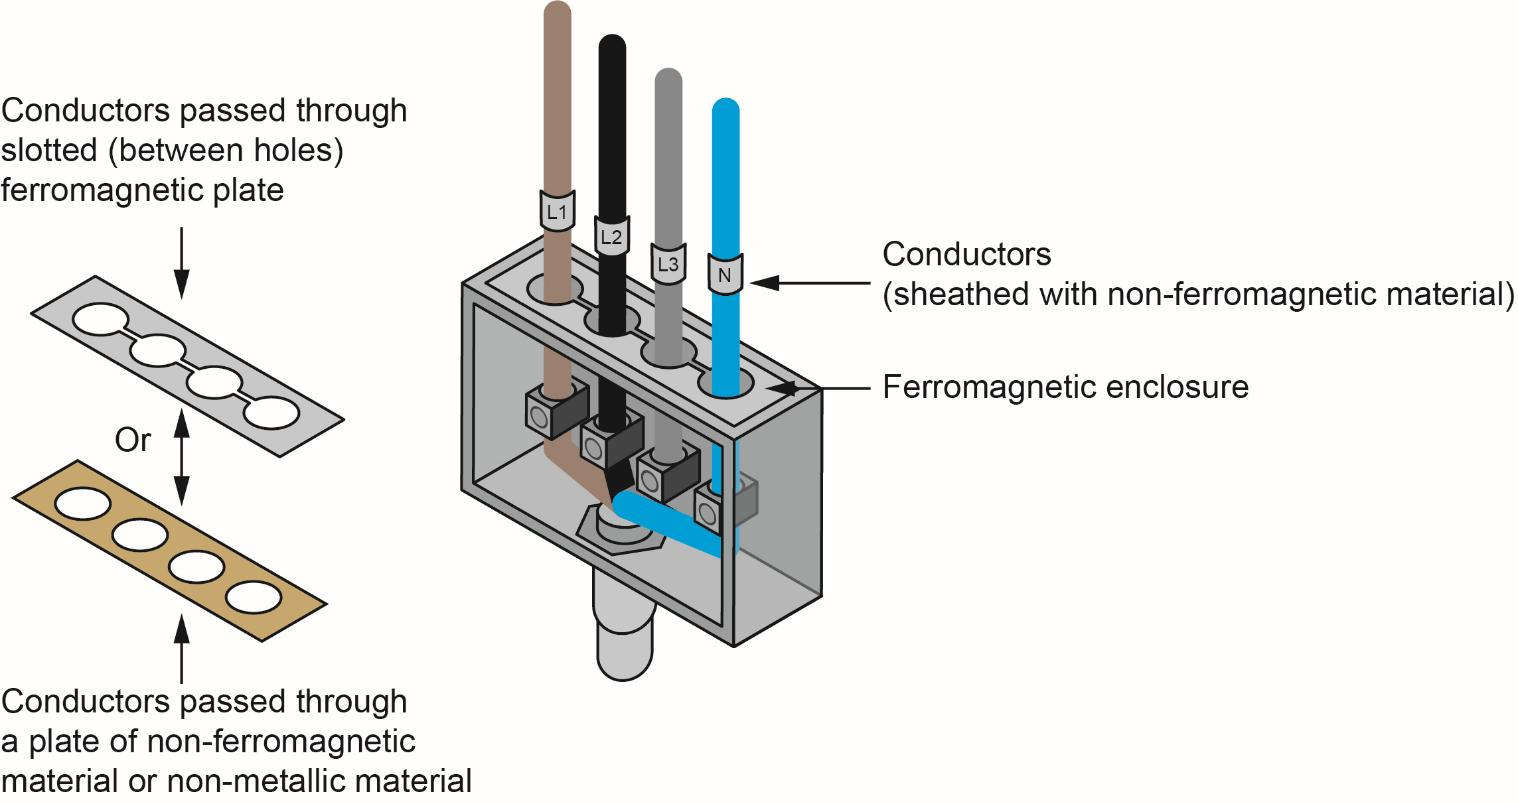 Conductors passed through
slotted (between holes)
ferromagnetic plate
Or
Conductors passed through
a plate of non-ferromagnetic
material or non-metallic material
L1
L2
L3
N
Conductors
(sheathed with non-ferromagnetic material)
Ferromagnetic enclosure